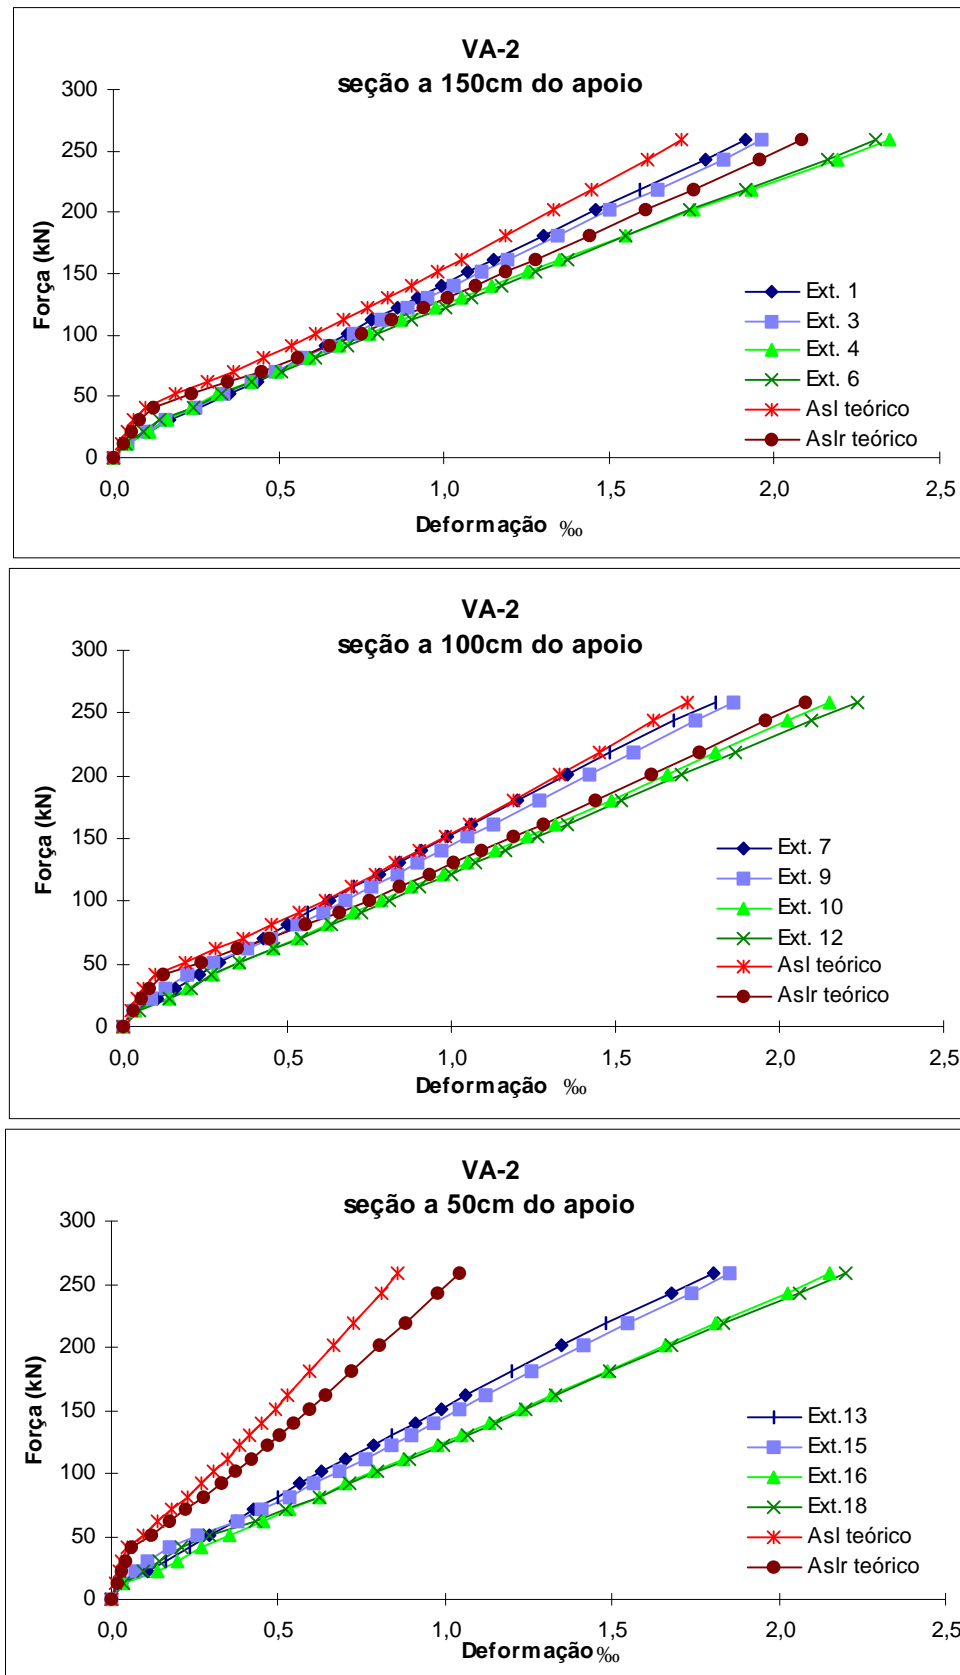 VA-2
seção a 150cm do apoio
300
250
200
150
100
50
0
Força (kN)
0,0 0,5 1,0 1,5 2,0 2,5
Deformação ‰
Ext. 1
Ext. 3
Ext. 4
Ext. 6
Asl teórico
Aslr teórico
VA-2
seção a 100cm do apoio
300
250
200
150
100
50
0
Força (kN)
0,0 0,5 1,0 1,5 2,0 2,5
Deformação ‰
Ext. 7
Ext. 9
Ext. 10
Ext. 12
Asl teórico
Aslr teórico
VA-2
seção a 50cm do apoio
300
250
200
150
100
50
0
Força (kN)
0,0 0,5 1,0 1,5 2,0 2,5
Deformação ‰
Ext.13
Ext.15
Ext.16
Ext.18
Asl teórico
Aslr teórico